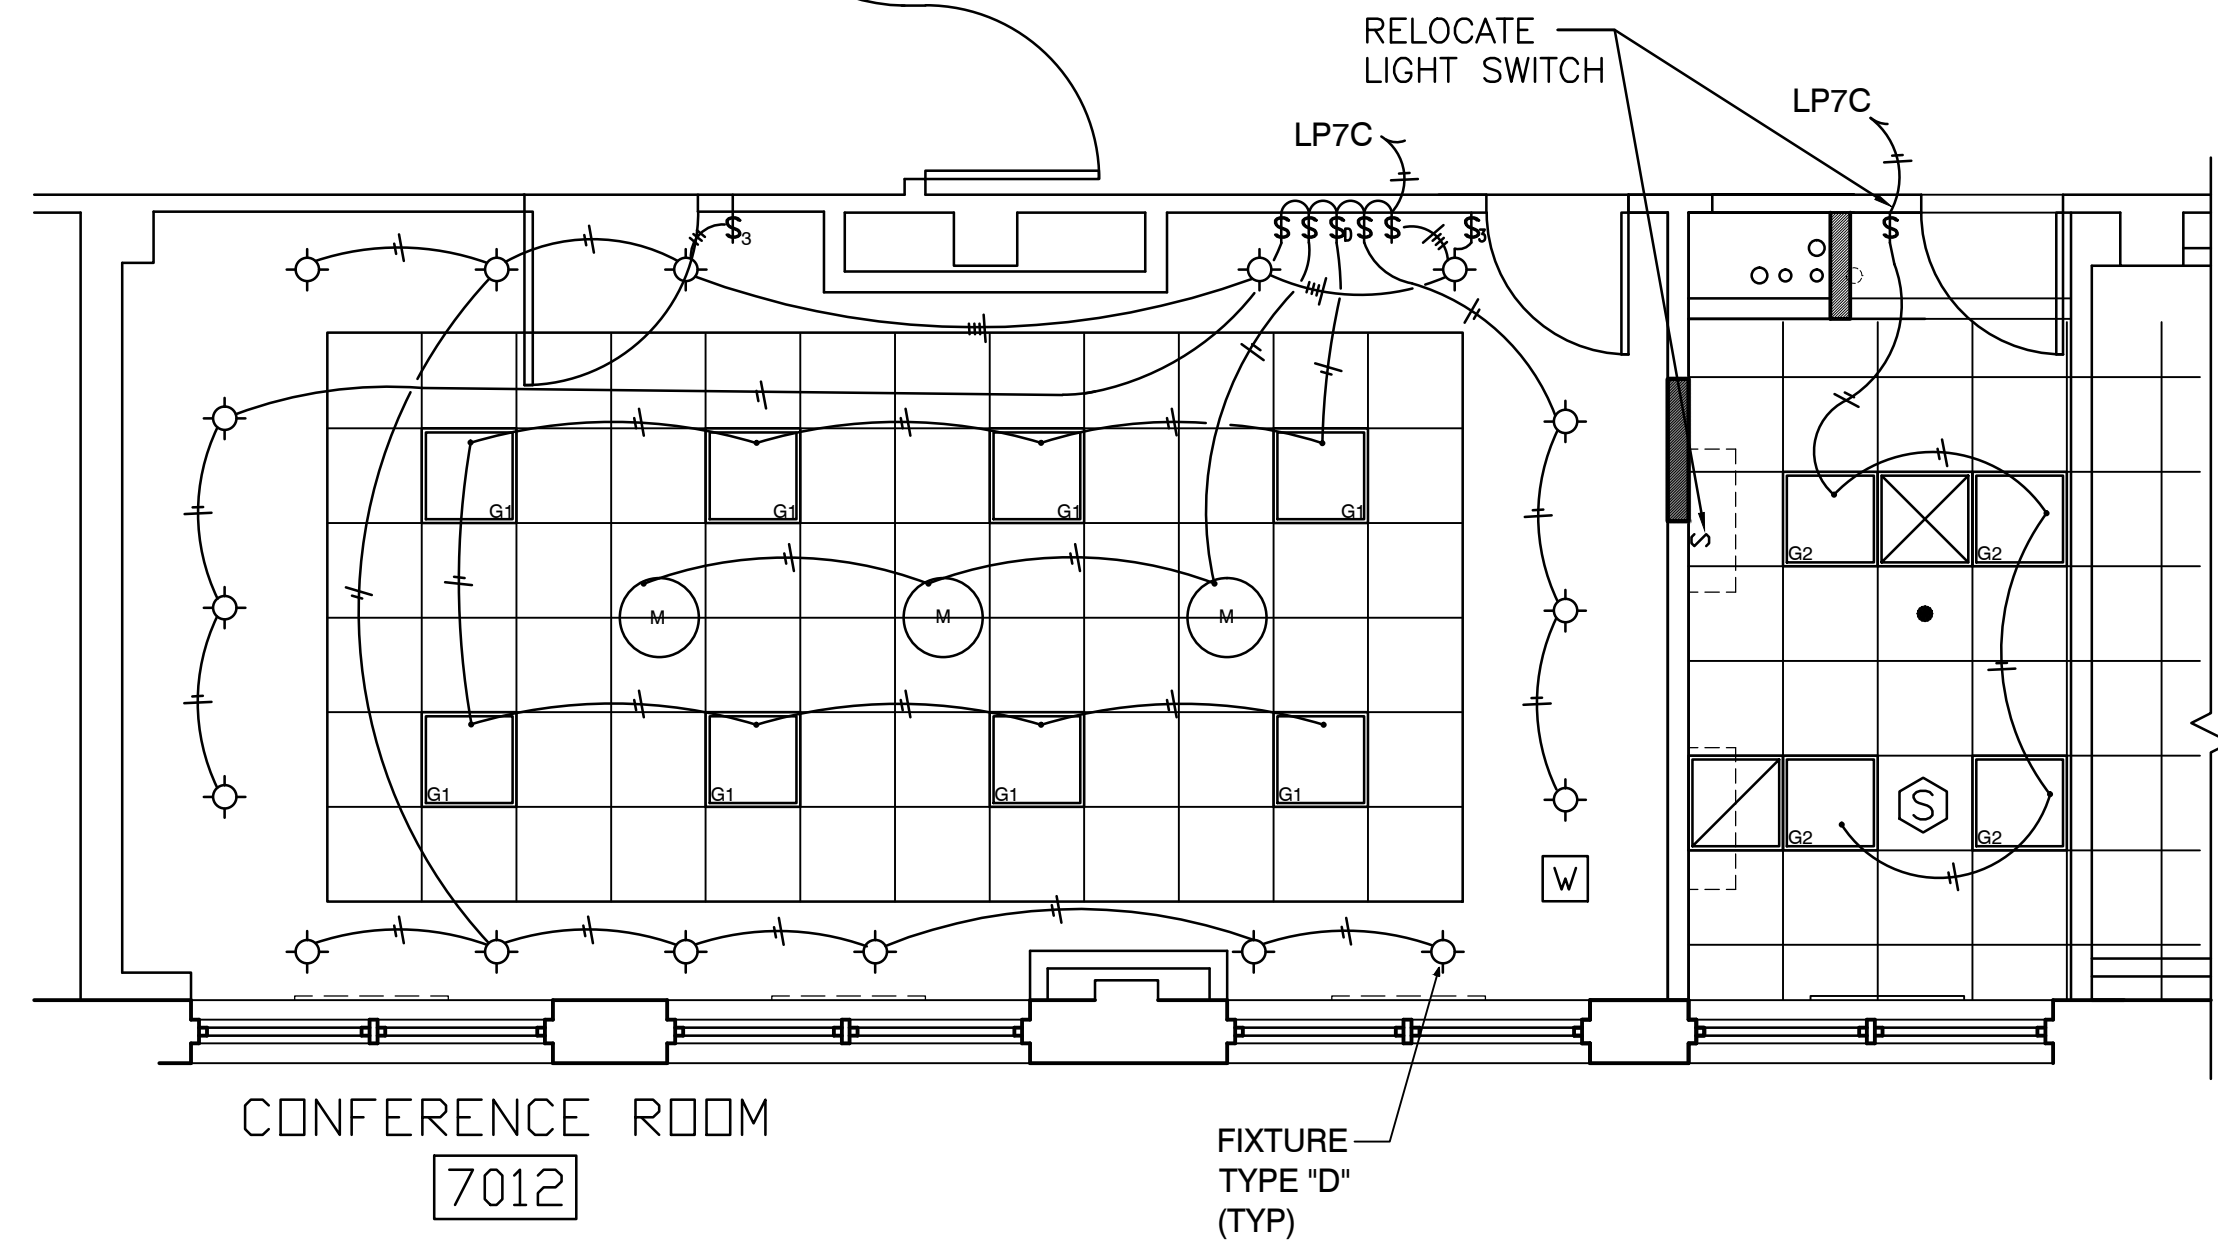 RELOCATE
LIGHT SWITCH
LP7C
LP7C
$3
$ $ $D $ $ $3
$
G1 G1 G1 G1
S
G2 G2
M M M
G1 G1 G1 G1
G2 S G2
W
CONFERENCE ROOM
7012
FIXTURE
TYPE "D"
(TYP)